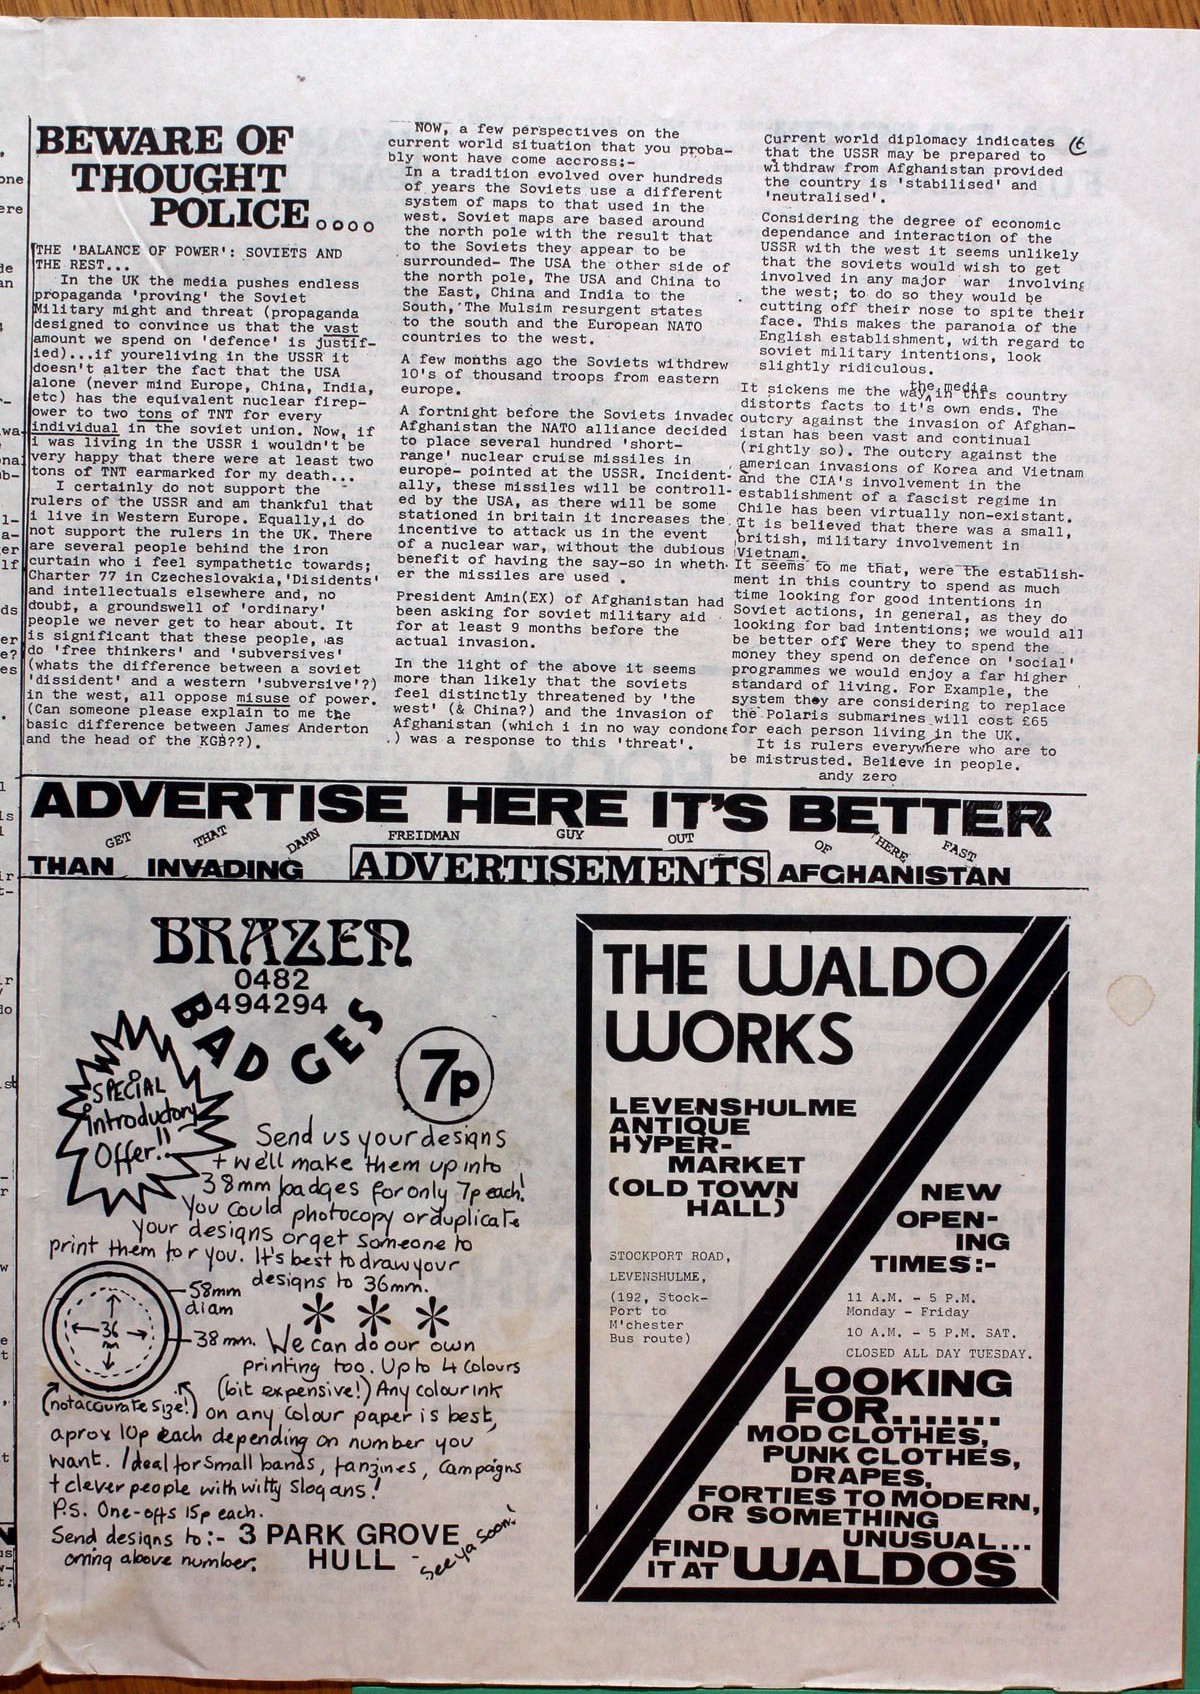 BEWARE OF
THOUGHT
POLICE....
THE 'BALANCE OF POWER': SOVIETS AND
THE REST...
In the UK the media pushes endless
propaganda 'proving' the Soviet
Military might and threat (propaganda
designed to convince us that the vast
amount we spend on 'defence' is justif-
ied)...if youreliving in the USSR it
doesn't alter the fact that the USA
alone (never mind Europe, China, India,
etc) has the equivalent nuclear firep-
ower to two tons of TNT for every
individual in the soviet union. Now, if
i was living in the USSR i wouldn't be
very happy that there were at least two
tons of TNT earmarked for my death...
I certainly do not support the
rulers of the USSR and am thankful that
i live in Western Europe. Equally,i do
not support the rulers in the UK. There
are several people behind the iron
curtain who i feel sympathetic towards;
Charter 77 in Czecheslovakia,'Disidents'
and intellectuals elsewhere and, no
doubt, a groundswell of 'ordinary'
people we never get to hear about. It
is significant that these people, as
do 'free thinkers' and 'subversives'
(whats the difference between a soviet
'dissident' and a western 'subversive'?)
in the west, all oppose misuse of power.
(Can someone please explain to me the
basic difference between James Anderton
and the head of the KGB??).
NOW, a few perspectives on the
current world situation that you proba-
bly wont have come accross:-
In a tradition evolved over hundreds
of years the Soviets use a different
system of maps to that used in the
west. Soviet maps are based around
the north pole with the result that
to the Soviets they appear to be
surrounded- The USA the other side of
the north pole, The USA and China to
the East, China and India to the
South, The Mulsim resurgent states
to the south and the European NATO
countries to the west.
A few months ago the Soviets withdrew
10's of thousand troops from eastern
europe.
A fortnight before the Soviets invaded
Afghanistan the NATO alliance decided
to place several hundred 'short-
range' nuclear cruise missiles in
europe- pointed at the USSR. Incident-
ally, these missiles will be controll-
ed by the USA, as there will be some
stationed in britain it increases the
incentive to attack us in the event
of a nuclear war, without the dubious
benefit of having the say-so in wheth-
er the missiles are used .
President Amin(EX) of Afghanistan had
been asking for soviet military aid
for at least 9 months before the
actual invasion.
In the light of the above it seems
more than likely that the soviets
feel distinctly threatened by 'the
west' (& China?) and the invasion of
Afghanistan (which i in no way condone
.) was a response to this 'threat'.
Current world diplomacy indicates
that the USSR may be prepared to
withdraw from Afghanistan provided
the country is 'stabilised' and
'neutralised'.
Considering the degree of economic
dependance and interaction of the
USSR with the west it seems unlikely
that the soviets would wish to get
involved in any major war involving
the west; to do so they would be
cutting off their nose to spite their
face. This makes the paranoia of the
English establishment, with regard to
soviet military intentions, look
slightly ridiculous.
It sickens me the way the media in this country
distorts facts to it's own ends. The
outcry against the invasion of Afghan-
istan has been vast and continual
(rightly so). The outcry against the
american invasions of Korea and Vietnam
and the CIA's involvement in the
establishment of a fascist regime in
Chile has been virtually non-existant.
It is believed that there was a small,
british, military involvement in
Vietnam.
It seems to me that, were the establish-
ment in this country to spend as much
time looking for good intentions in
Soviet actions, in general, as they do
looking for bad intentions; we would all
be better off Were they to spend the
money they spend on defence on 'social'
programmes we would enjoy a far higher
standard of living. For Example, the
system they are considering to replace
the Polaris submarines will cost £65
for each person living in the UK.
It is rulers everywhere who are to
be mistrusted. Believe in people.
andy zero
ADVERTISE HERE IT'S BETTER
GET THAT DAMN FREIDMAN GUY OUT OF HERE FAST
THAN INVADING ADVERTISEMENTS AFGHANISTAN
BRAZEN
0482
494294
BADGES
7p
SPECIAL
introductory
Offer!!
Send us your designs
+ we'll make them up into
38mm badges for only 7p each!
You could photocopy or duplicate
your designs or get someone to
print them for you. It's best to draw your
designs to 36mm.
58mm
diam
36
mm
38mm.
(not accurate size!)
* * *
We can do our own
printing too. Up to 4 colours
(bit expensive!) Any colour ink
on any colour paper is best,
aprox 10p each depending on number you
want. Ideal for small bands, fanzines, campaigns
+ clever people with witty slogans!
P.S. One-offs 15p each.
Send designs to:- 3 PARK GROVE
HULL -
or ring above number.
See ya soon!
THE WALDO
WORKS
LEVENSHULME
ANTIQUE
HYPER-
MARKET
(OLD TOWN
HALL)
STOCKPORT ROAD,
LEVENSHULME,
(192, Stock-
Port to
M'chester
Bus route)
NEW
OPEN-
ING
TIMES:-
11 A.M. - 5 P.M.
Monday - Friday
10 A.M. - 5 P.M. SAT.
CLOSED ALL DAY TUESDAY.
LOOKING
FOR.......
MOD CLOTHES,
PUNK CLOTHES,
DRAPES,
FORTIES TO MODERN,
OR SOMETHING
UNUSUAL...
FIND
IT AT WALDOS